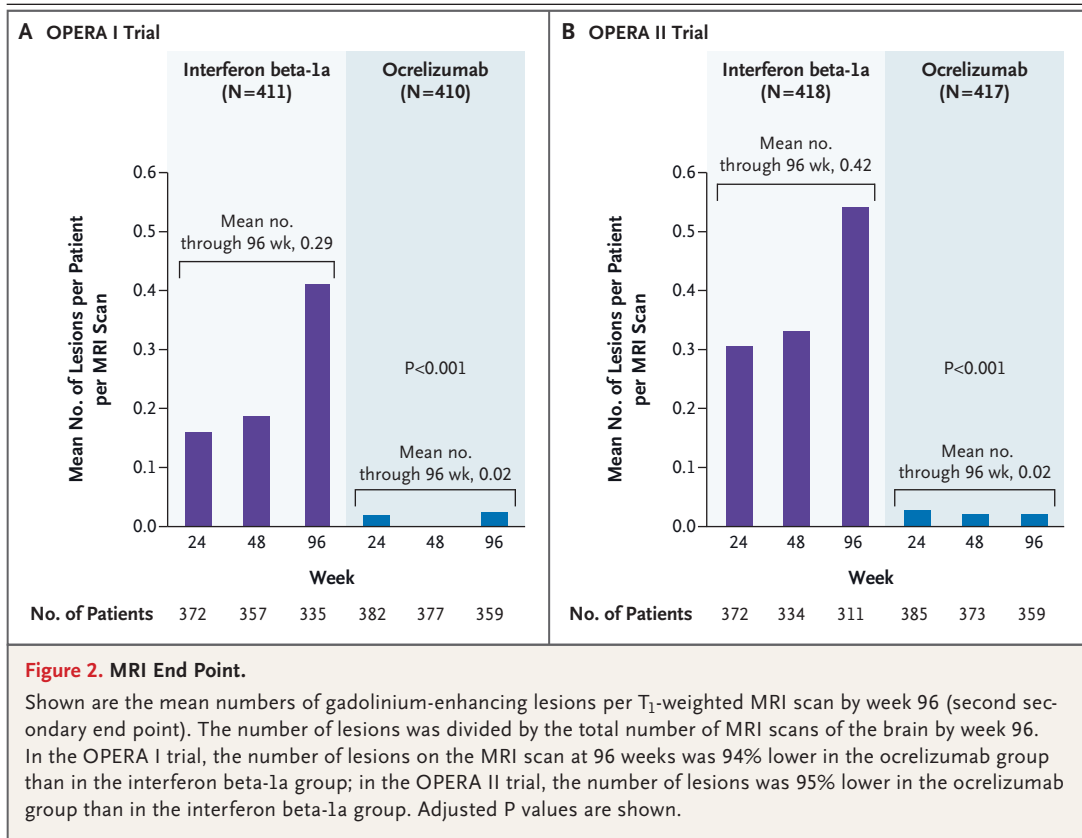 A OPERA I Trial
Interferon beta-1a
(N=411)
Ocrelizumab
(N=410)
Mean No. of Lesions per Patient
per MRI Scan
0.6
0.5
0.4
0.3
0.2
0.1
0.0
Mean no.
through 96 wk, 0.29
P<0.001
Mean no.
through 96 wk, 0.02
24 48 96 24 48 96
Week
No. of Patients 372 357 335 382 377 359
B OPERA II Trial
Interferon beta-1a
(N=418)
Ocrelizumab
(N=417)
Mean No. of Lesions per Patient
per MRI Scan
0.6
0.5
0.4
0.3
0.2
0.1
0.0
Mean no.
through 96 wk, 0.42
P<0.001
Mean no.
through 96 wk, 0.02
24 48 96 24 48 96
Week
No. of Patients 372 334 311 385 373 359
Figure 2. MRI End Point.
Shown are the mean numbers of gadolinium-enhancing lesions per T1-weighted MRI scan by week 96 (second sec-
ondary end point). The number of lesions was divided by the total number of MRI scans of the brain by week 96.
In the OPERA I trial, the number of lesions on the MRI scan at 96 weeks was 94% lower in the ocrelizumab group
than in the interferon beta-1a group; in the OPERA II trial, the number of lesions was 95% lower in the ocrelizumab
group than in the interferon beta-1a group. Adjusted P values are shown.